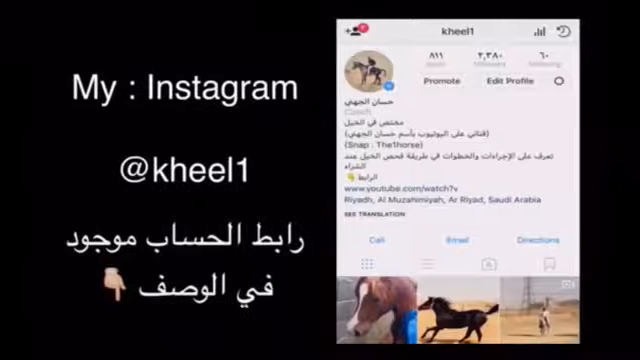 My : Instagram
@kheel1
رابط الحساب موجود
في الوصف
kheel1
٨١١
٢,٣٨٠
٦٠
Promote
Edit Profile
حسان الجهني
Coach
مختص في الخيل
(قناتي على اليوتيوب بأسم حسان الجهني)
(Snap : The1horse)
تعرف على الإجراءات والخطوات في طريقة فحص الخيل عند
الشراء
الرابط
www.youtube.com/watch?v
Riyadh, Al Muzahimiyah, Ar Riyad, Saudi Arabia
SEE TRANSLATION
Call
Email
Directions